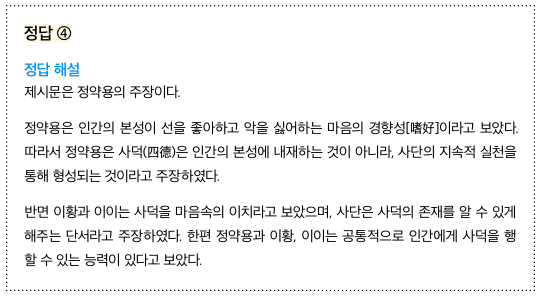 정답 ④
정답 해설
제시문은 정약용의 주장이다.
정약용은 인간의 본성이 선을 좋아하고 악을 싫어하는 마음의 경향성[嗜好]이라고 보았다.
따라서 정약용은 사덕(四德)은 인간의 본성에 내재하는 것이 아니라, 사단의 지속적 실천을
통해 형성되는 것이라고 주장하였다.
반면 이황과 이이는 사덕을 마음속의 이치라고 보았으며, 사단은 사덕의 존재를 알 수 있게
해주는 단서라고 주장하였다. 한편 정약용과 이황, 이이는 공통적으로 인간에게 사덕을 행
할 수 있는 능력이 있다고 보았다.